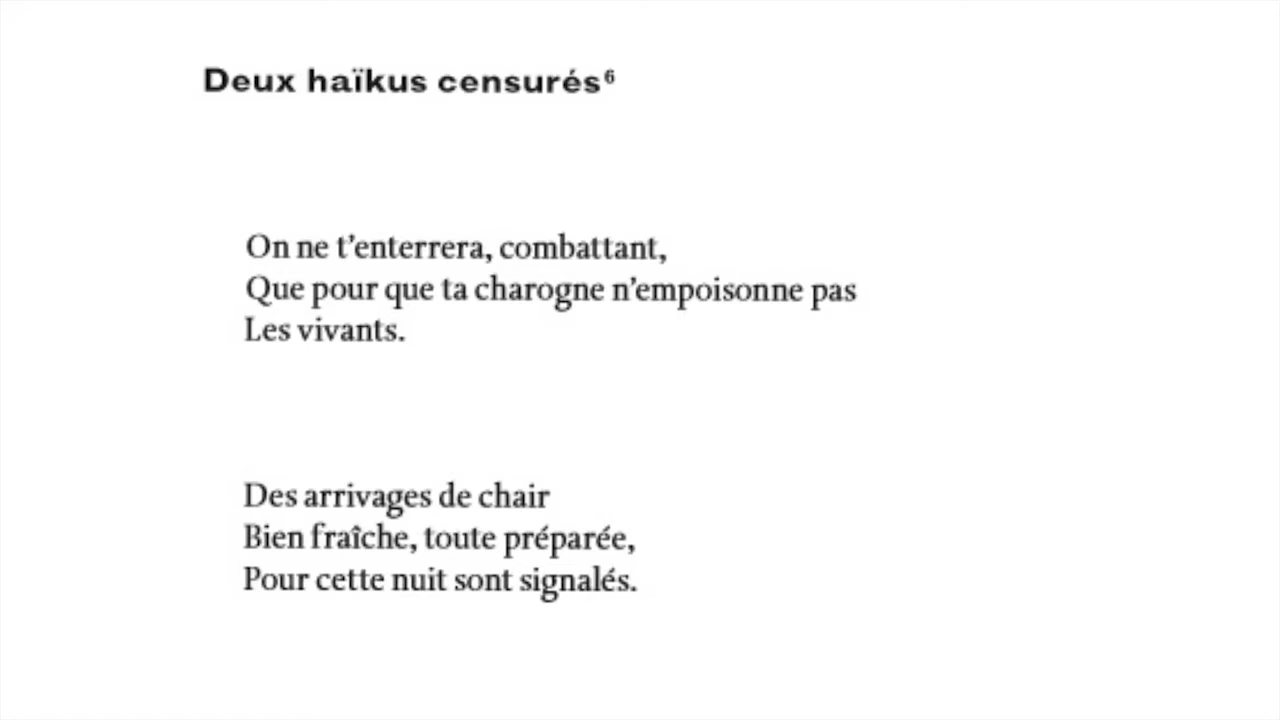 Deux haïkus censurés⁶
On ne t’enterrera, combattant,
Que pour que ta charogne n’empoisonne pas
Les vivants.
Des arrivages de chair
Bien fraîche, toute préparée,
Pour cette nuit sont signalés.